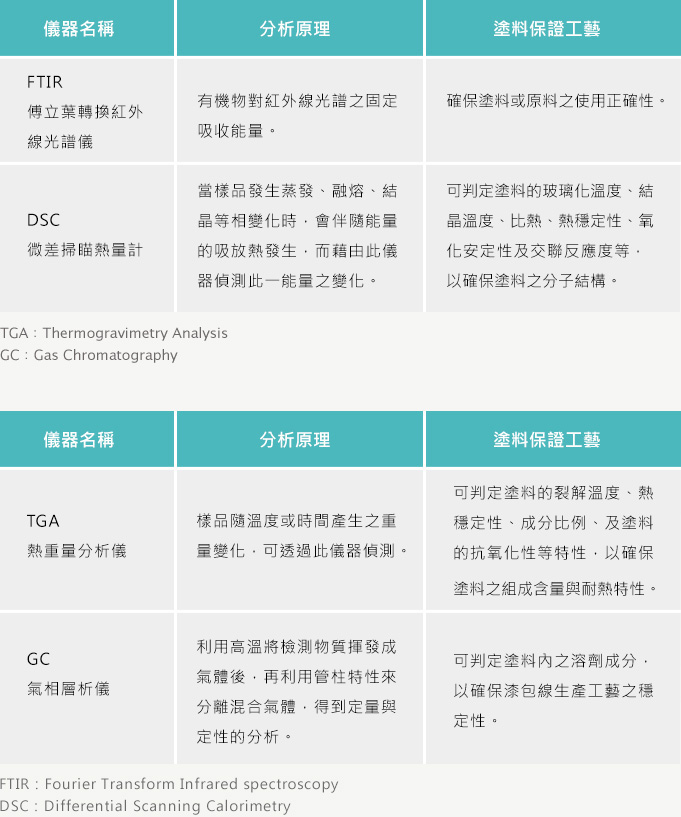 儀器名稱
分析原理
塗料保證工藝
FTIR
傅立葉轉換紅外
線光譜儀
有機物對紅外線光譜之固定
吸收能量。
確保塗料或原料之使用正確性。
DSC
微差掃瞄熱量計
當樣品發生蒸發、融熔、結
晶等相變化時，會伴隨能量
的吸放熱發生，而藉由此儀
器偵測此一能量之變化。
可判定塗料的玻璃化溫度、結
晶溫度、比熱、熱穩定性、氧
化安定性及交聯反應度等，
以確保塗料之分子結構。
TGA：Thermogravimetry Analysis
GC：Gas Chromatography
儀器名稱
分析原理
塗料保證工藝
TGA
熱重量分析儀
樣品隨溫度或時間產生之重
量變化，可透過此儀器偵測。
可判定塗料的裂解溫度、熱
穩定性、成分比例、及塗料
的抗氧化性等特性，以確保
塗料之組成含量與耐熱特性。
GC
氣相層析儀
利用高溫將檢測物質揮發成
氣體後，再利用管柱特性來
分離混合氣體，得到定量與
定性的分析。
可判定塗料內之溶劑成分，
以確保漆包線生產工藝之穩
定性。
FTIR：Fourier Transform Infrared spectroscopy
DSC：Differential Scanning Calorimetry